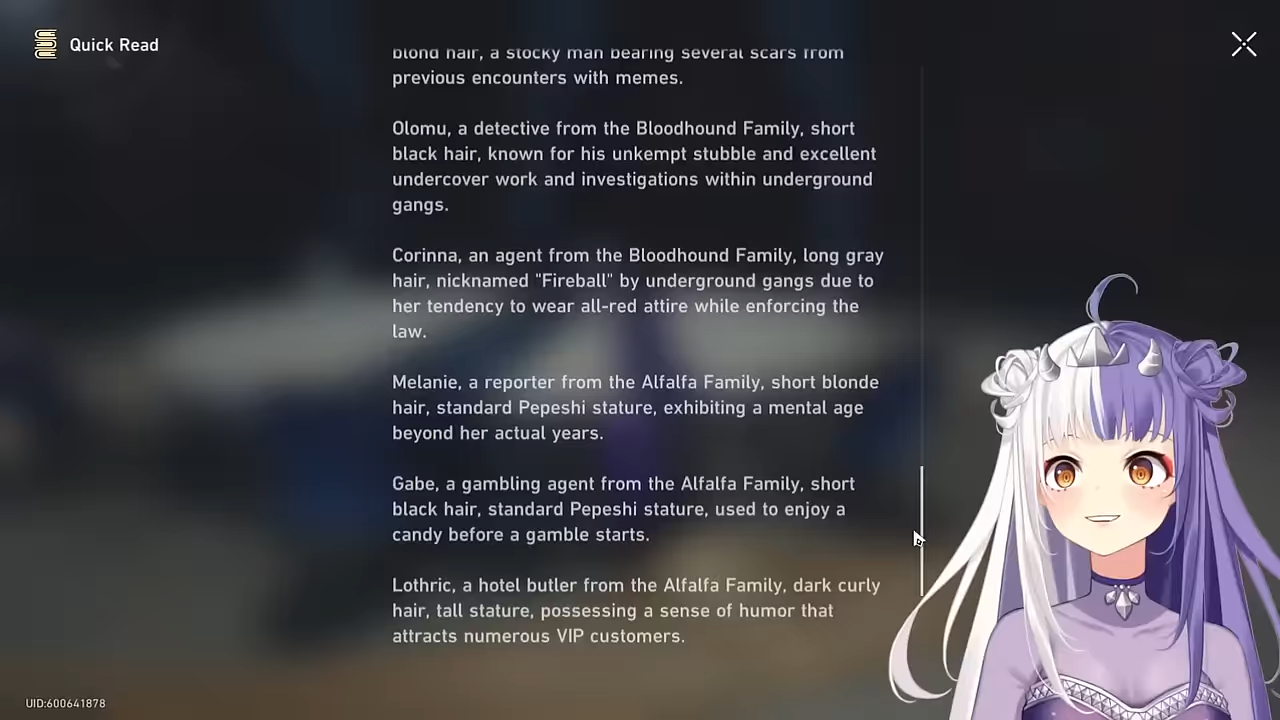 Quick Read
blond hair, a stocky man bearing several scars from
previous encounters with memes.
Olomu, a detective from the Bloodhound Family, short
black hair, known for his unkempt stubble and excellent
undercover work and investigations within underground
gangs.
Corinna, an agent from the Bloodhound Family, long gray
hair, nicknamed "Fireball" by underground gangs due to
her tendency to wear all-red attire while enforcing the
law.
Melanie, a reporter from the Alfalfa Family, short blonde
hair, standard Pepeshi stature, exhibiting a mental age
beyond her actual years.
Gabe, a gambling agent from the Alfalfa Family, short
black hair, standard Pepeshi stature, used to enjoy a
candy before a gamble starts.
Lothric, a hotel butler from the Alfalfa Family, dark curly
hair, tall stature, possessing a sense of humor that
attracts numerous VIP customers.
UID:600641878